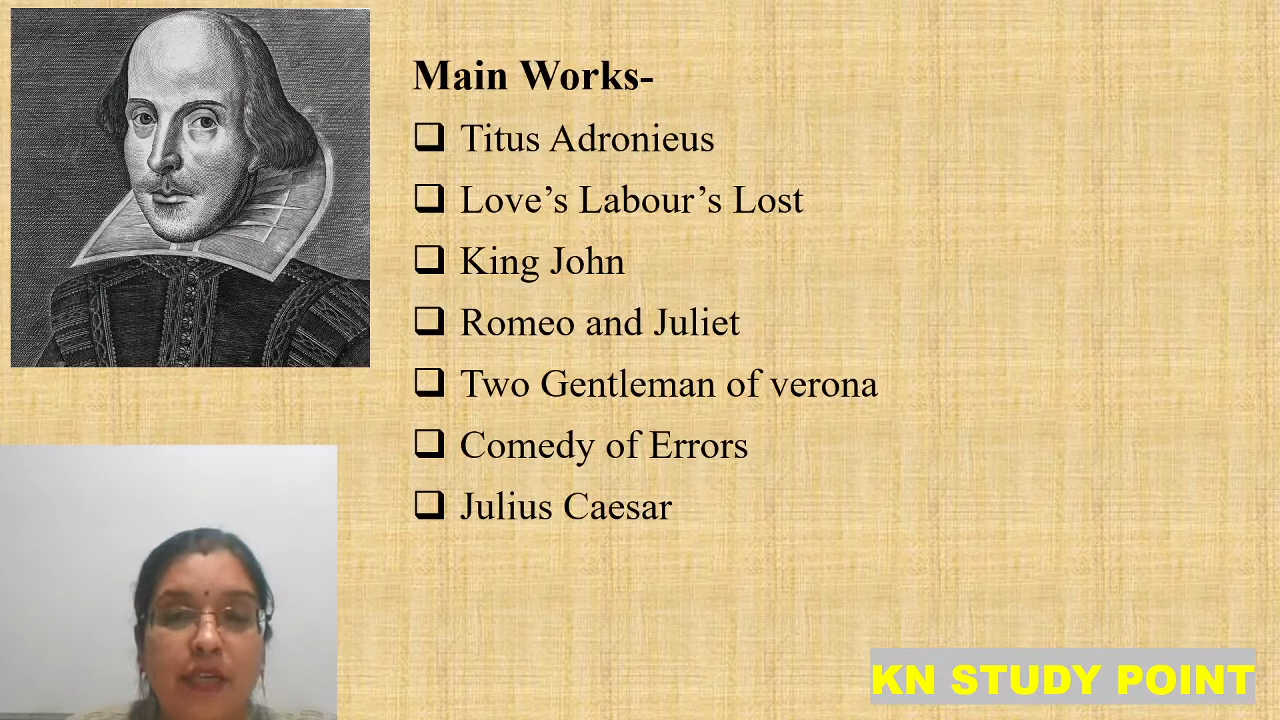 Main Works-
Titus Adronieus
Love’s Labour’s Lost
King John
Romeo and Juliet
Two Gentleman of verona
Comedy of Errors
Julius Caesar
KN STUDY POINT